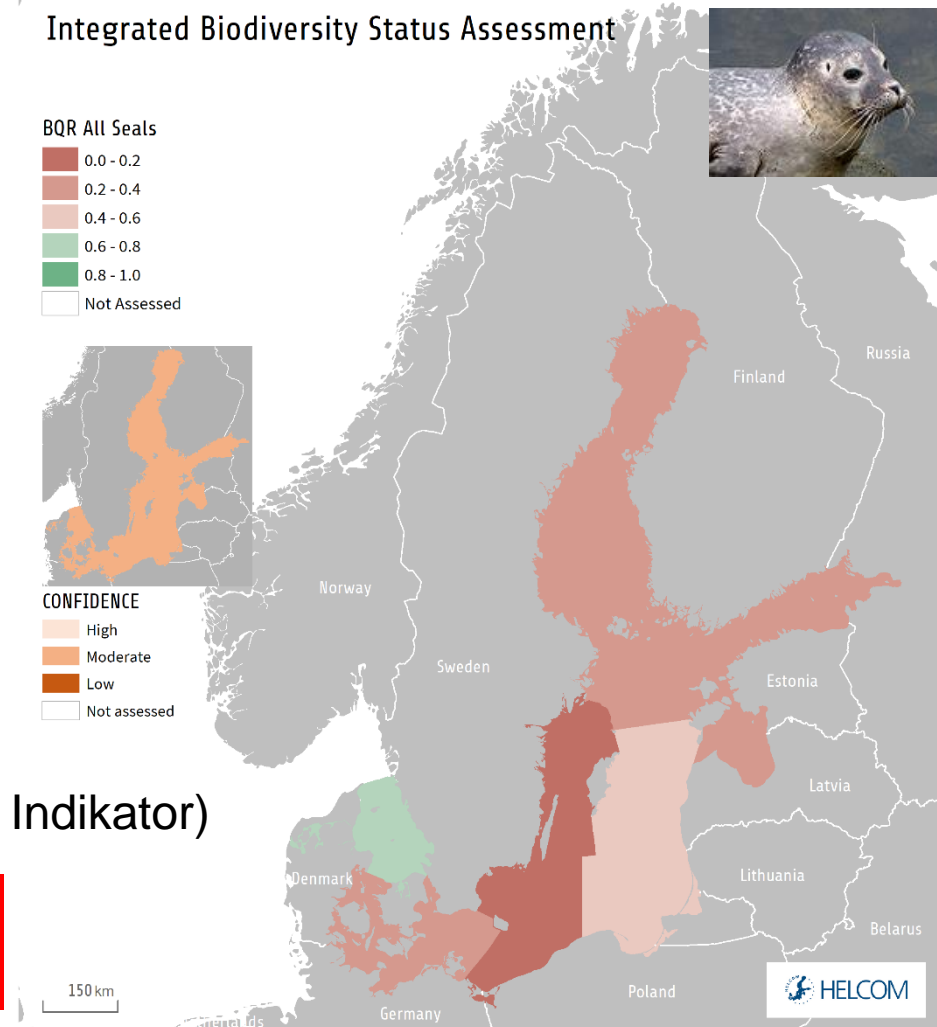 Integrated Biodiversity Status Assessment
BQR All Seals
0.0 - 0.2
0.2 - 0.4
0.4 - 0.6
0.6 - 0.8
0.8 - 1.0
Not Assessed
Russia
Finland
CONFIDENCE
High
Moderate
Low
Not assessed
Norway
Sweden
Estonia
Latvia
Indikator)
Denmark
Lithuania
Belarus
150 km
Poland
HELCOM
Germany